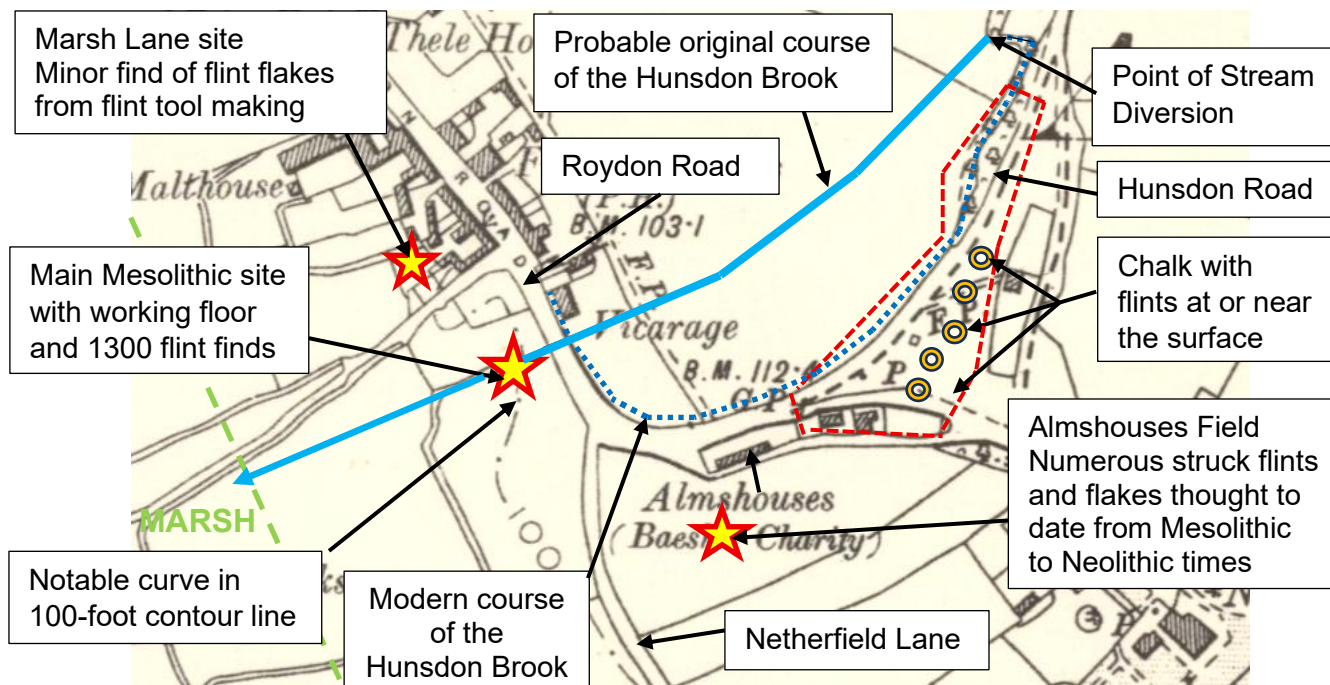 Marsh Lane site
Minor find of flint flakes
from flint tool making
Thele Ho
Probable original course
of the Hunsdon Brook
Point of Stream
Diversion
Roydon Road
Hunsdon Road
Malthouse
B.M. 103·1
F.P.
Main Mesolithic site
with working floor
and 1300 flint finds
Chalk with
flints at or near
the surface
Vicarage
B.M. 112·
G.P.
F.P.
P
MARSH
100
Almshouses
(Baesh Charity)
Almshouses Field
Numerous struck flints
and flakes thought to
date from Mesolithic
to Neolithic times
Notable curve in
100-foot contour line
Modern course
of the
Hunsdon Brook
Netherfield Lane
P